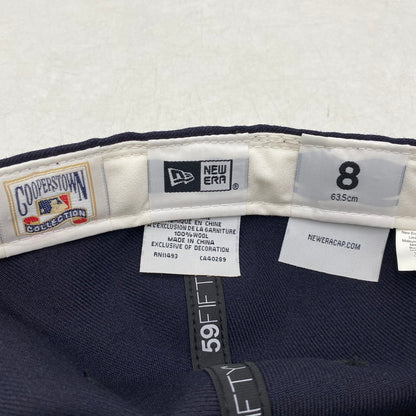 COOPERSTOWN
COLLECTION
NEW ERA
®
8
63.5cm
EN CHINE
EXCLUSION DE LA GARNITURE
100% WOOL
MADE IN CHINA
EXCLUSIVE OF DECORATION
RN11493 CA40289
NEWERACAP.COM
59FIFTY
FIFTY